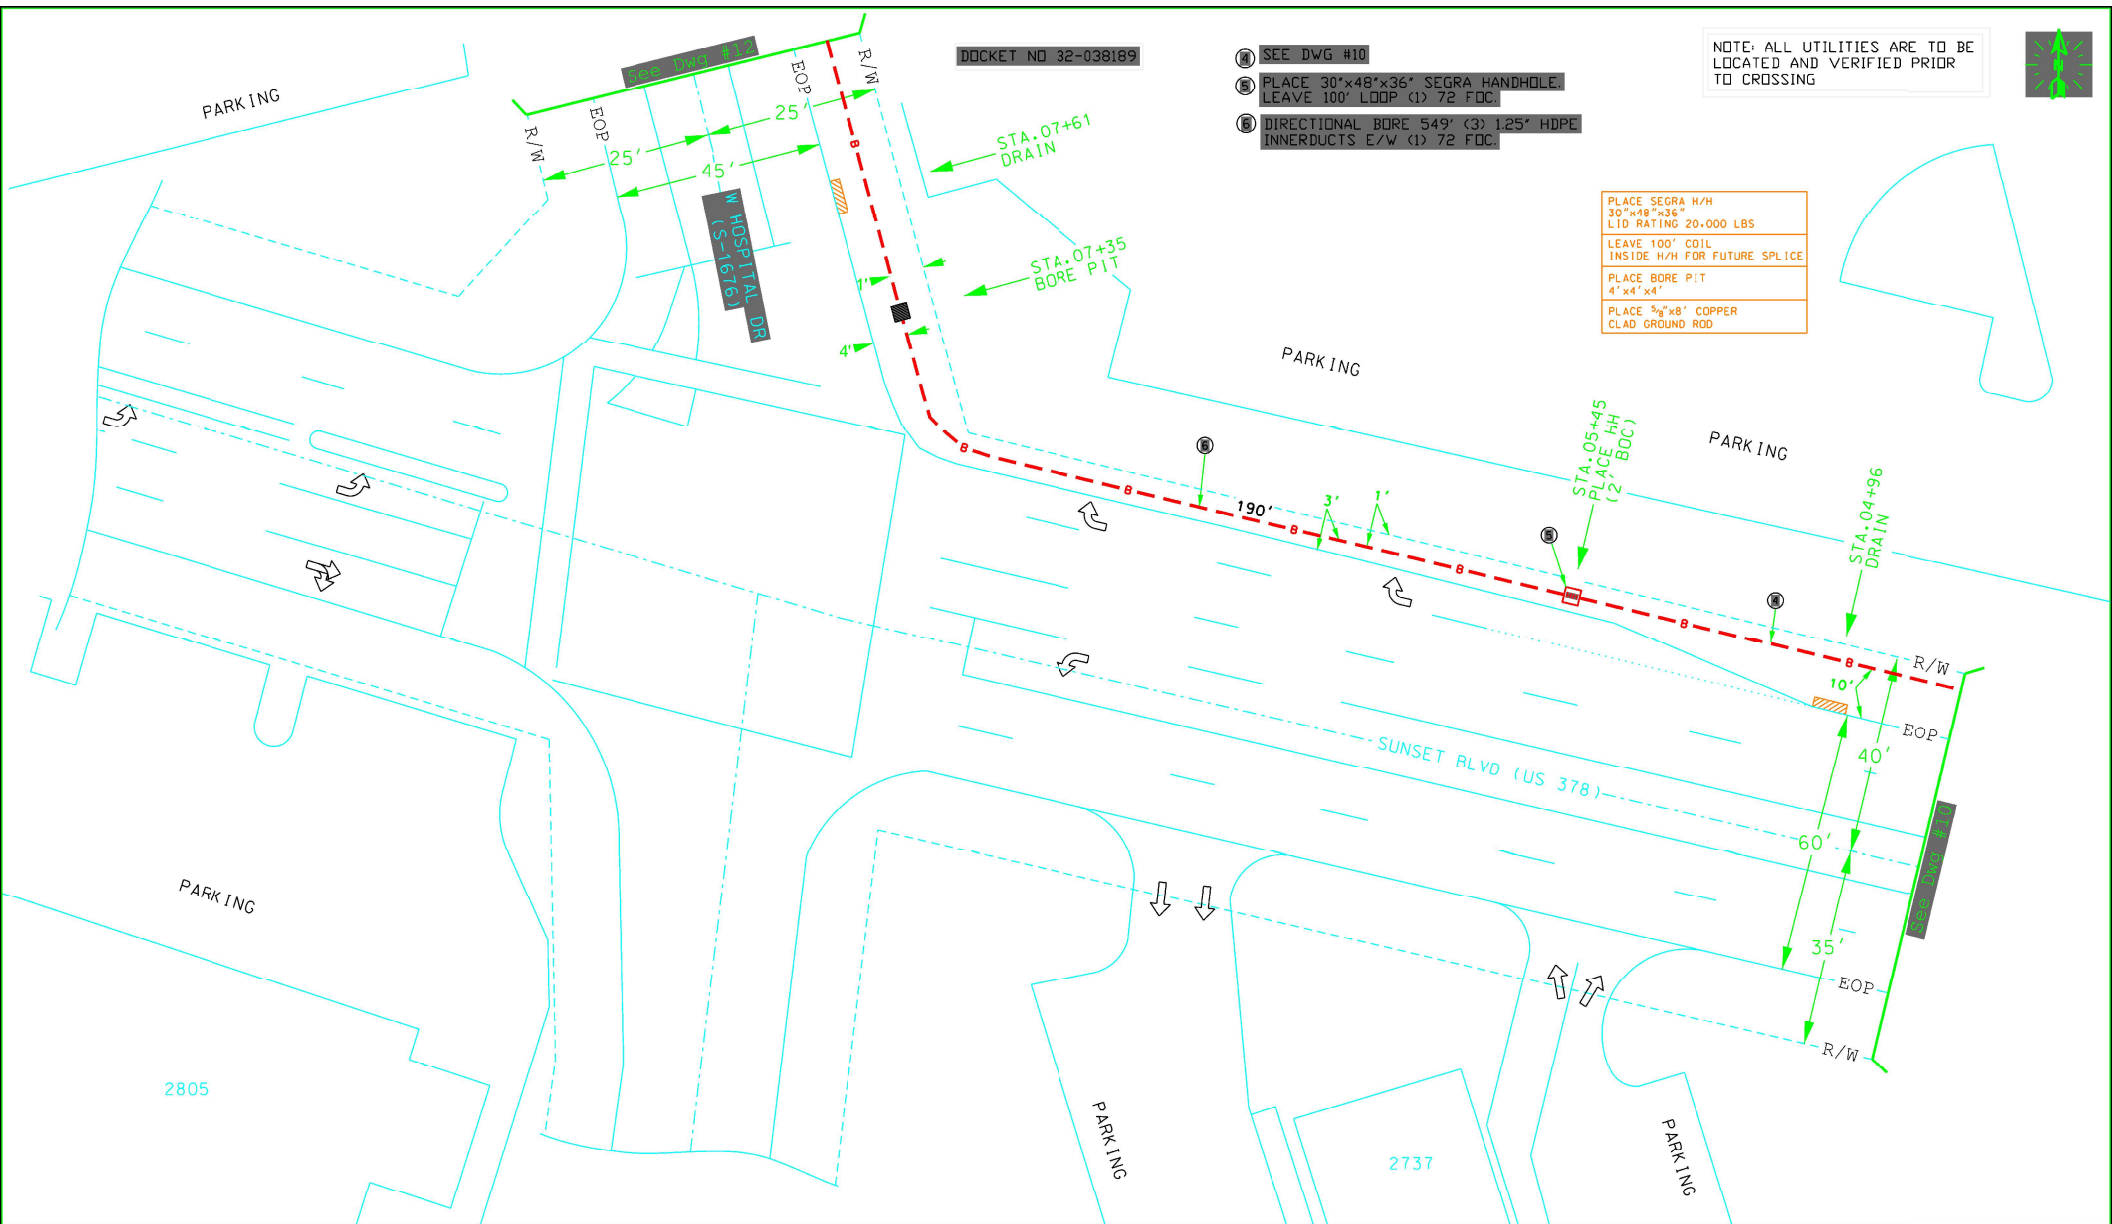 See Dwg #12
DOCKET NO 32-038189
4 SEE DWG #10
5 PLACE 30"x48"x36" SEGRA HANDHOLE.
LEAVE 100' LOOP (1) 72 FOC.
6 DIRECTIONAL BORE 549' (3) 1.25" HDPE
INNERDUCTS E/W (1) 72 FOC.
NOTE: ALL UTILITIES ARE TO BE
LOCATED AND VERIFIED PRIOR
TO CROSSING
N
PARKING
R/W
EOP
EOP
R/W
25'
25'
45'
B
STA.07+61
DRAIN
W HOSPITAL DR
(S-1676)
STA.07+35
BORE PIT
1'
4'
PLACE SEGRA H/H
30"x48"x36"
LID RATING 20,000 LBS
LEAVE 100' COIL
INSIDE H/H FOR FUTURE SPLICE
PLACE BORE PIT
4'x4'x4'
PLACE 5/8"x8' COPPER
CLAD GROUND ROD
PARKING
PARKING
STA.05+45
PLACE HH
(2' BOC)
STA.04+96
DRAIN
6
B
B
190'
B
3'
1'
B
5
4
B
B
R/W
10'
EOP
40'
SUNSET BLVD (US 378)
60'
See Dwg #10
35'
EOP
R/W
PARKING
2805
PARKING
2737
PARKING